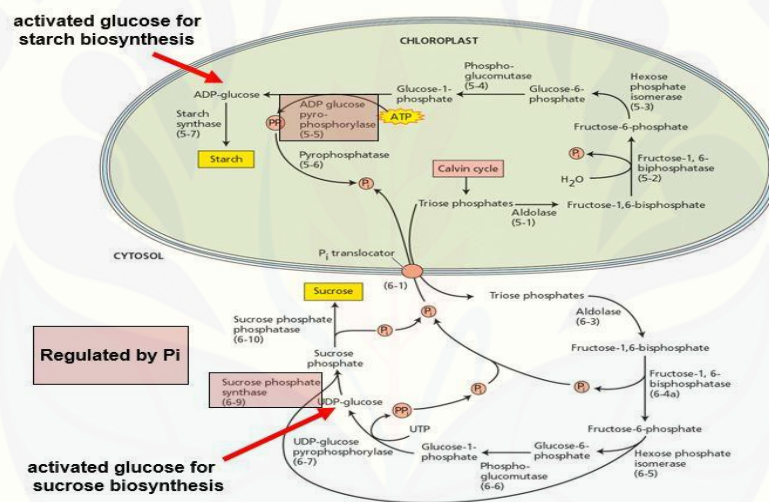 activated glucose for
starch biosynthesis
CHLOROPLAST
ADP-glucose
Glucose-1-
phosphate
Phospho-
glucomutase
(5-4)
Glucose-6-
phosphate
Hexose
phosphate
isomerase
(5-3)
Starch
synthase
(5-7)
PPi
ADP glucose
pyro-
phosphorylase
(5-5)
ATP
Fructose-6-phosphate
Starch
Pyrophosphatase
(5-6)
Pi
Calvin cycle
Pi
H2O
Fructose-1, 6-
biphosphatase
(5-2)
Triose phosphates
Aldolase
(5-1)
Fructose-1,6-bisphosphate
CYTOSOL
Pi translocator
(6-1)
Sucrose
Triose phosphates
Aldolase
(6-3)
Sucrose phosphate
phosphatase
(6-10)
Pi
Pi
Fructose-1,6-bisphosphate
Regulated by Pi
Sucrose
phosphate
Sucrose phosphate
synthase
(6-9)
UDP-glucose
PPi
Pi
Pi
Fructose-1, 6-
bisphosphatase
(6-4a)
UTP
Fructose-6-phosphate
UDP-glucose
pyrophosphorylase
(6-7)
Glucose-1-
phosphate
Phospho-
glucomutase
(6-6)
Glucose-6-
phosphate
Hexose phosphate
isomerase
(6-5)
activated glucose for
sucrose biosynthesis